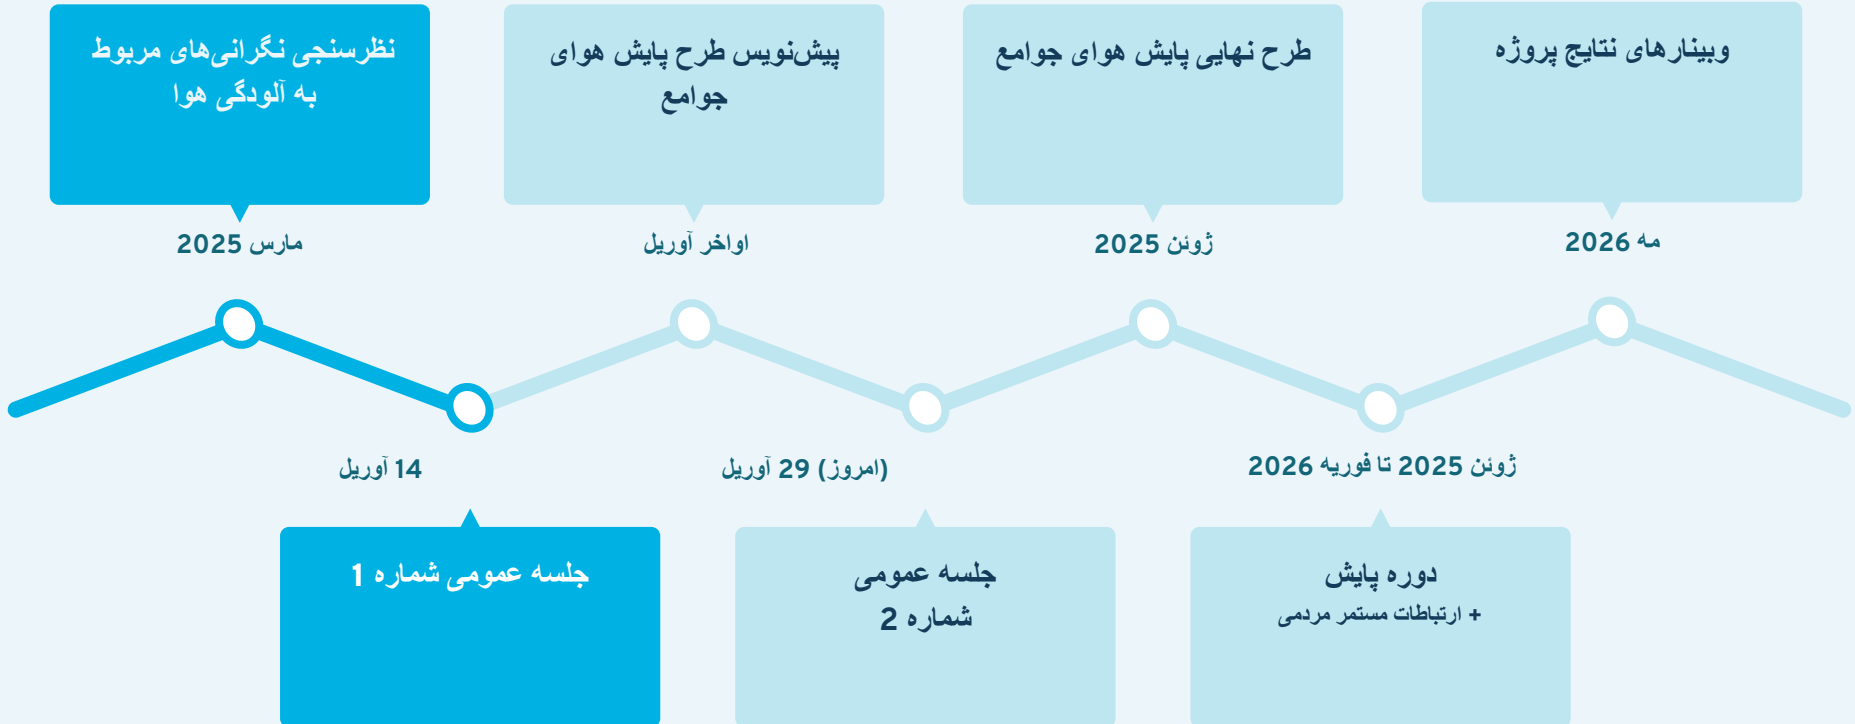 نظرسنجی نگرانی‌های مربوط
به آلودگی هوا
مارس 2025
پیش‌نویس طرح پایش هوای
جوامع
اواخر آوریل
طرح نهایی پایش هوای جوامع
ژوئن 2025
وبینارهای نتایج پروژه
مه 2026
14 آوریل
جلسه عمومی شماره 1
(امروز) 29 آوریل
جلسه عمومی
شماره 2
ژوئن 2025 تا فوریه 2026
دوره پایش
+ ارتباطات مستمر مردمی